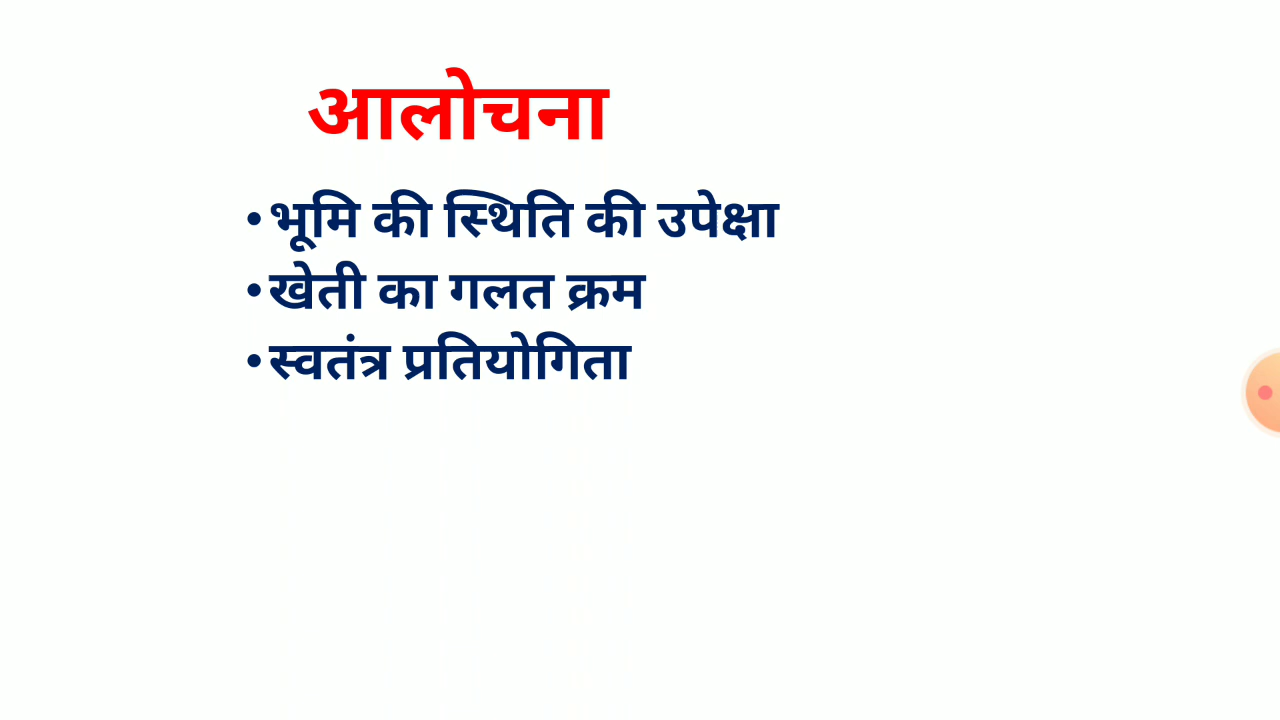 आलोचना
•भूमि की स्थिति की उपेक्षा
•खेती का गलत क्रम
•स्वतंत्र प्रतियोगिता